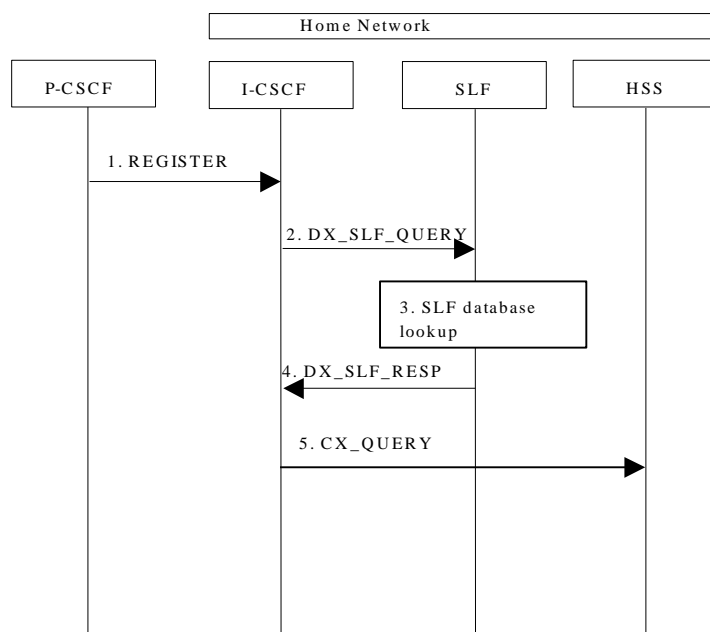 Home Network
P-CSCF
I-CSCF
SLF
HSS
1. REGISTER
2. DX_SLF_QUERY
3. SLF database
lookup
4. DX_SLF_RESP
5. CX_QUERY